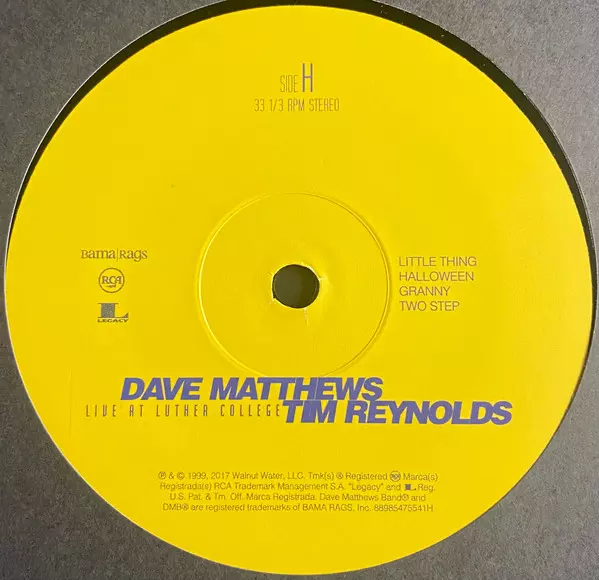 SIDE H
33 1/3 RPM STEREO
Bama|Rags
RCA
L
LEGACY
LITTLE THING
HALLOWEEN
GRANNY
TWO STEP
DAVE MATTHEWS
LIVE AT LUTHER COLLEGE TIM REYNOLDS
℗ & © 1999, 2017 Walnut Water, LLC. Tmk(s) ® Registered RCA Marca(s)
Registrada(e) RCA Trademark Management S.A. "Legacy" and L Reg.
U.S. Pat. & Tm. Off. Marca Registrada. Dave Matthews Band® and
DMB® are registered trademarks of BAMA RAGS, Inc. 88985475541H